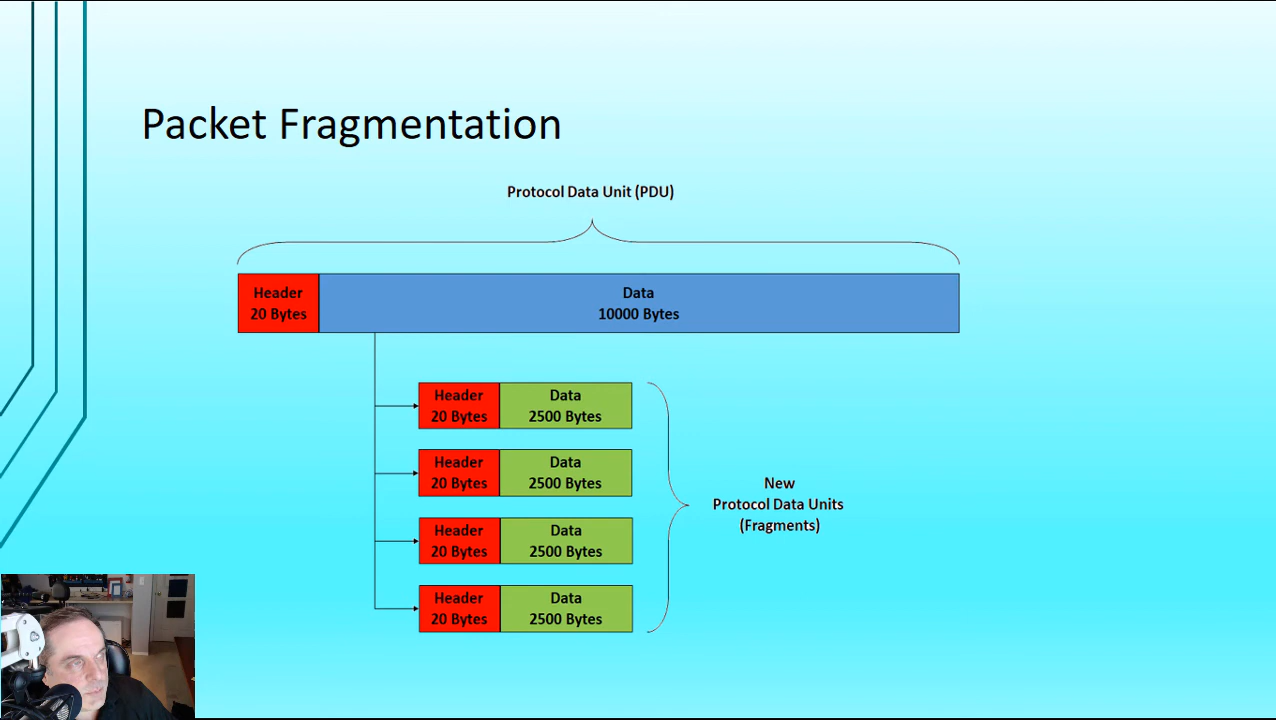 Packet Fragmentation
Protocol Data Unit (PDU)
Header
20 Bytes
Data
10000 Bytes
Header
20 Bytes
Data
2500 Bytes
Header
20 Bytes
Data
2500 Bytes
Header
20 Bytes
Data
2500 Bytes
Header
20 Bytes
Data
2500 Bytes
New
Protocol Data Units
(Fragments)